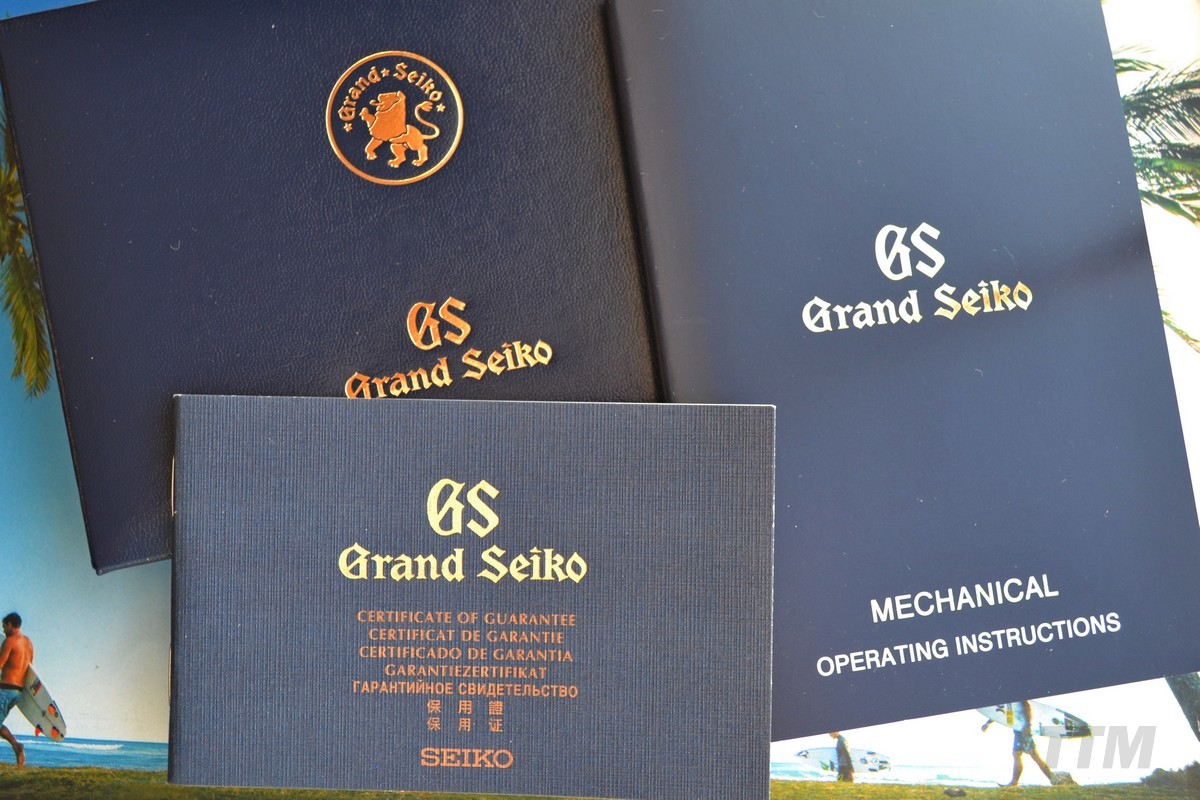 Grand Seiko
GS
Grand Seiko
GS
Grand Seiko
MECHANICAL
OPERATING INSTRUCTIONS
GS
Grand Seiko
CERTIFICATE OF GUARANTEE
CERTIFICAT DE GARANTIE
CERTIFICADO DE GARANTIA
GARANTIEZERTIFIKAT
ГАРАНТИЙНОЕ СВИДЕТЕЛЬСТВО
保用證
保用证
SEIKO
TTM